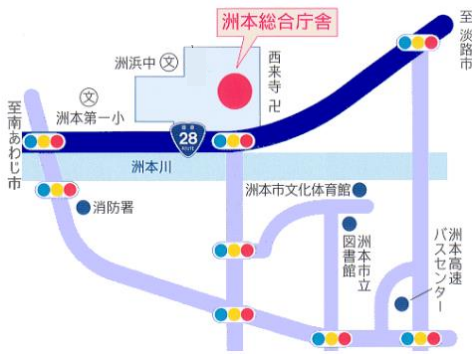 洲本総合庁舎
至淡路市
洲浜中
文
西来寺
卍
文
洲本第一小
至南あわじ市
国道
28
ROUTE
洲本川
洲本市文化体育館
消防署
洲本市立
図書館
洲本高速
バスセンター